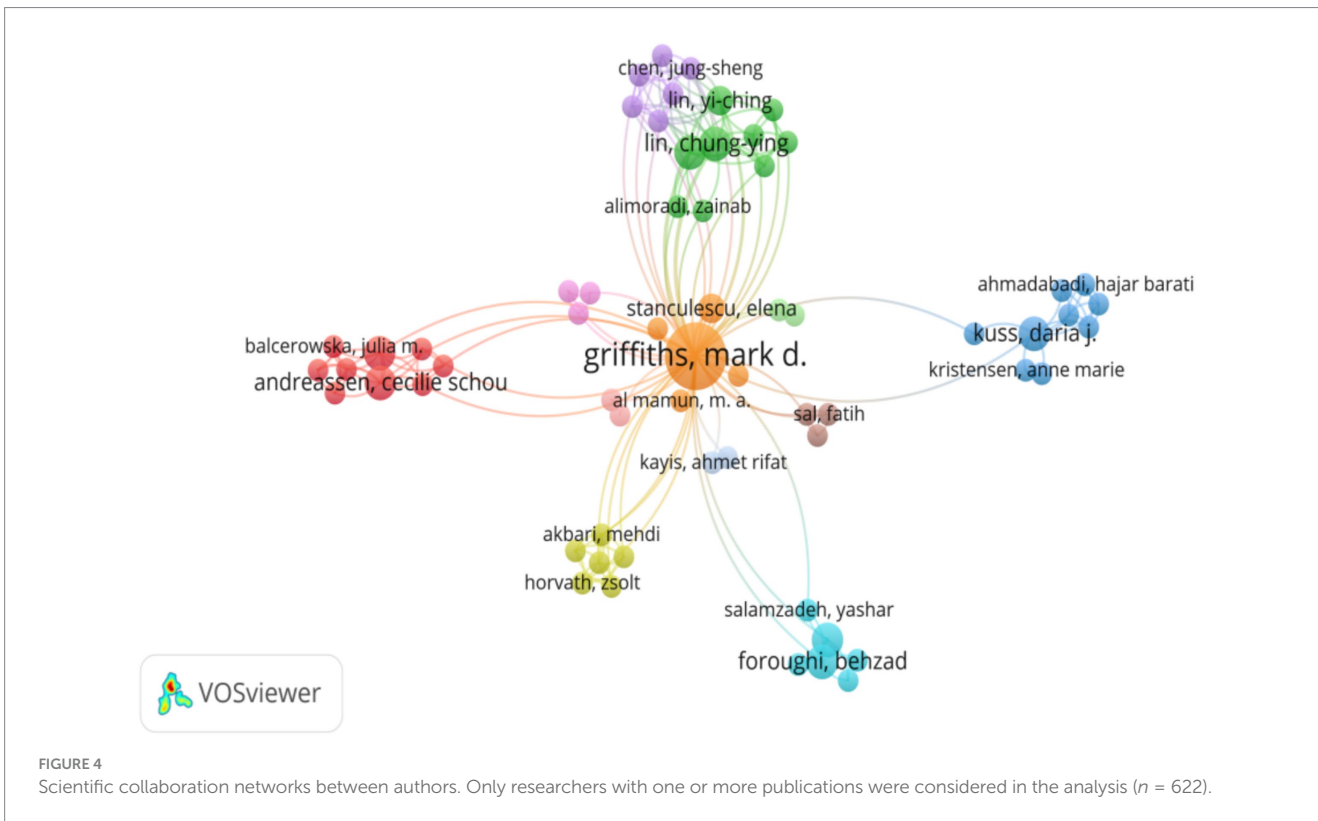 chen, jung-sheng
lin, yi-ching
lin, chung-ying
alimoradi, zainab
ahmadabadi, hajar barati
stanculescu, elena
kuss, daria j.
balcerowska, julia m.
griffiths, mark d.
kristensen, anne marie
andreassen, cecilie schou
al mamun, m. a.
sal, fatih
kayis, ahmet rifat
akbari, mehdi
horvath, zsolt
salamzadeh, yashar
foroughi, behzad
VOSviewer
FIGURE 4
Scientific collaboration networks between authors. Only researchers with one or more publications were considered in the analysis (n = 622).